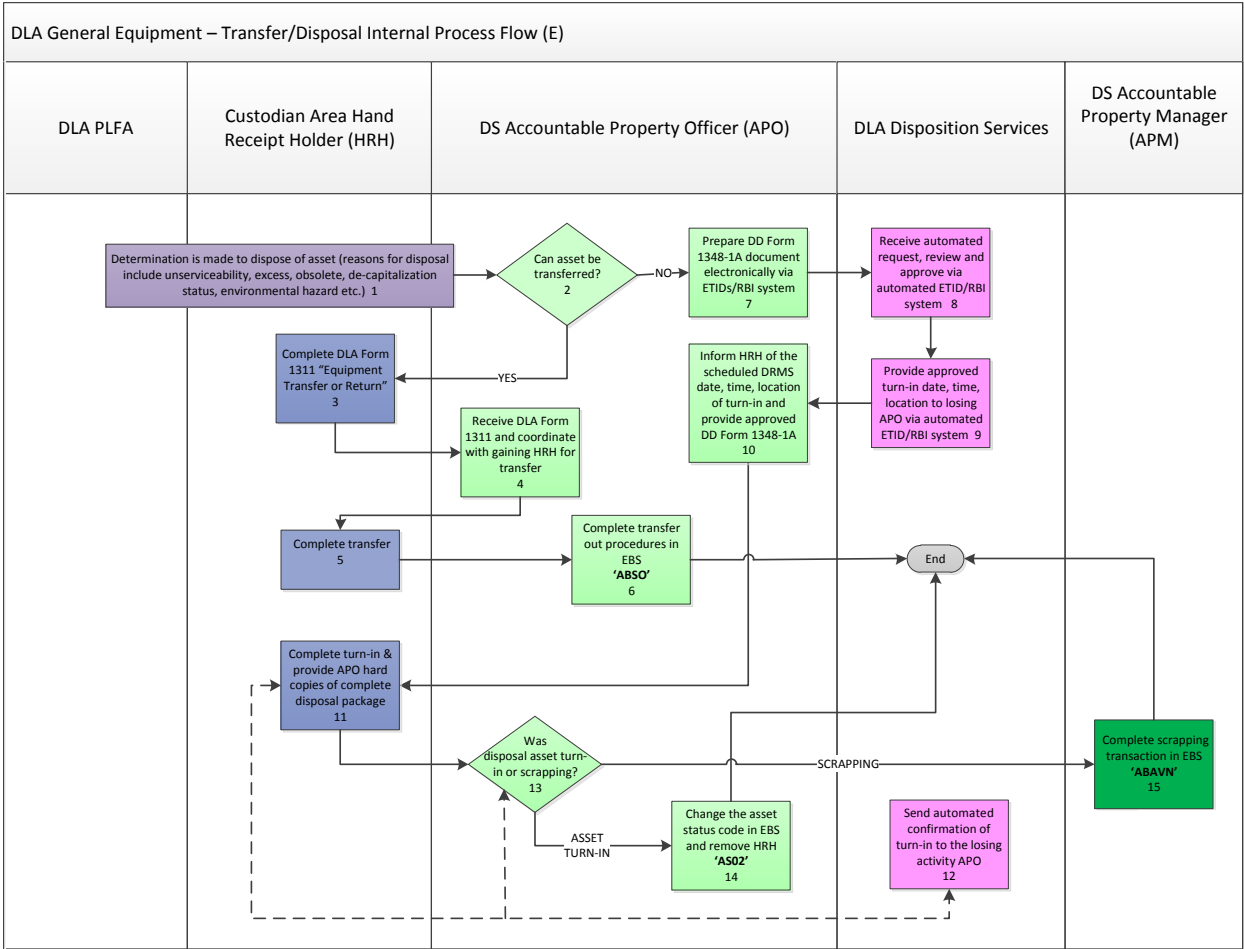 DLA General Equipment – Transfer/Disposal Internal Process Flow (E)
DLA PLFA
Custodian Area Hand
Receipt Holder (HRH)
DS Accountable Property Officer (APO)
DLA Disposition Services
DS Accountable
Property Manager
(APM)
Determination is made to dispose of asset (reasons for disposal
include unserviceability, excess, obsolete, de-capitalization
status, environmental hazard etc.) 1
Can asset be
transferred?
2
NO
Prepare DD Form
1348-1A document
electronically via
ETIDs/RBI system
7
Receive automated
request, review and
approve via
automated ETID/RBI
system 8
YES
Complete DLA Form
1311 “Equipment
Transfer or Return”
3
Inform HRH of the
scheduled DRMS
date, time, location
of turn-in and
provide approved
DD Form 1348-1A
10
Provide approved
turn-in date, time,
location to losing
APO via automated
ETID/RBI system 9
Receive DLA Form
1311 and coordinate
with gaining HRH for
transfer
4
Complete transfer
5
Complete transfer
out procedures in
EBS
‘ABSO’
6
End
Complete turn-in &
provide APO hard
copies of complete
disposal package
11
Was
disposal asset turn-
in or scrapping?
13
SCRAPPING
Complete scrapping
transaction in EBS
‘ABAVN’
15
ASSET
TURN-IN
Change the asset
status code in EBS
and remove HRH
‘AS02’
14
Send automated
confirmation of
turn-in to the losing
activity APO
12